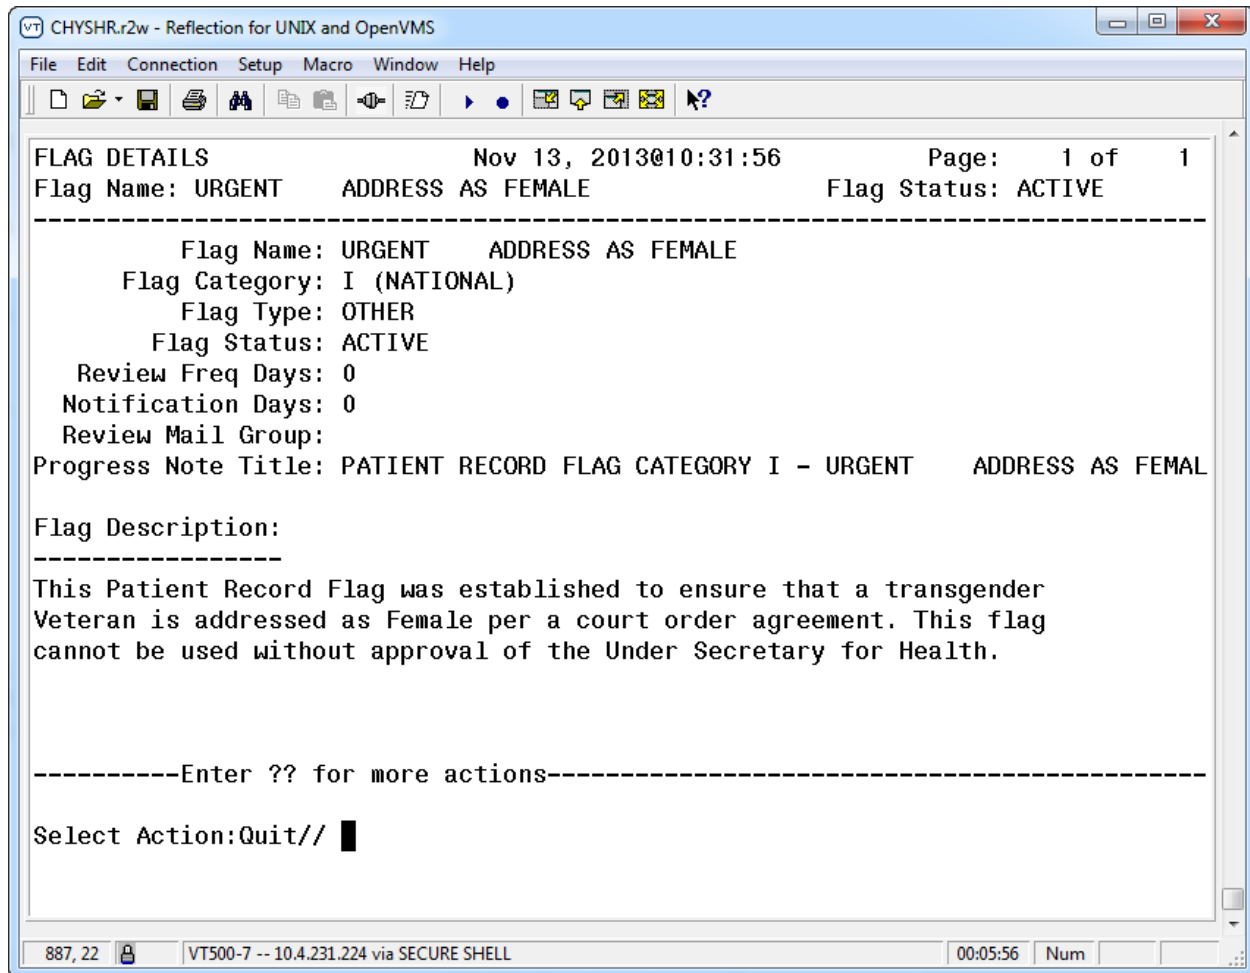 VT CHYSHR.r2w - Reflection for UNIX and OpenVMS
File Edit Connection Setup Macro Window Help
FLAG DETAILS Nov 13, 2013@10:31:56 Page: 1 of 1
Flag Name: URGENT ADDRESS AS FEMALE Flag Status: ACTIVE
--------------------------------------------------------------------------------
Flag Name: URGENT ADDRESS AS FEMALE
Flag Category: I (NATIONAL)
Flag Type: OTHER
Flag Status: ACTIVE
Review Freq Days: 0
Notification Days: 0
Review Mail Group:
Progress Note Title: PATIENT RECORD FLAG CATEGORY I - URGENT ADDRESS AS FEMAL
Flag Description:
-----------------
This Patient Record Flag was established to ensure that a transgender
Veteran is addressed as Female per a court order agreement. This flag
cannot be used without approval of the Under Secretary for Health.
----------Enter ?? for more actions---------------------------------------------
Select Action:Quit//
887, 22 VT500-7 -- 10.4.231.224 via SECURE SHELL 00:05:56 Num